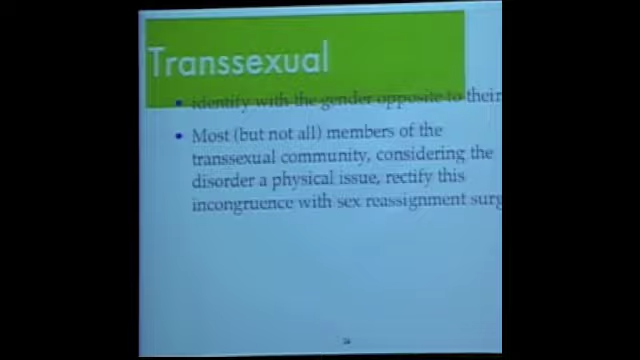 Transsexual
• identify with the gender opposite to their
• Most (but not all) members of the
transsexual community, considering the
disorder a physical issue, rectify this
incongruence with sex reassignment surg